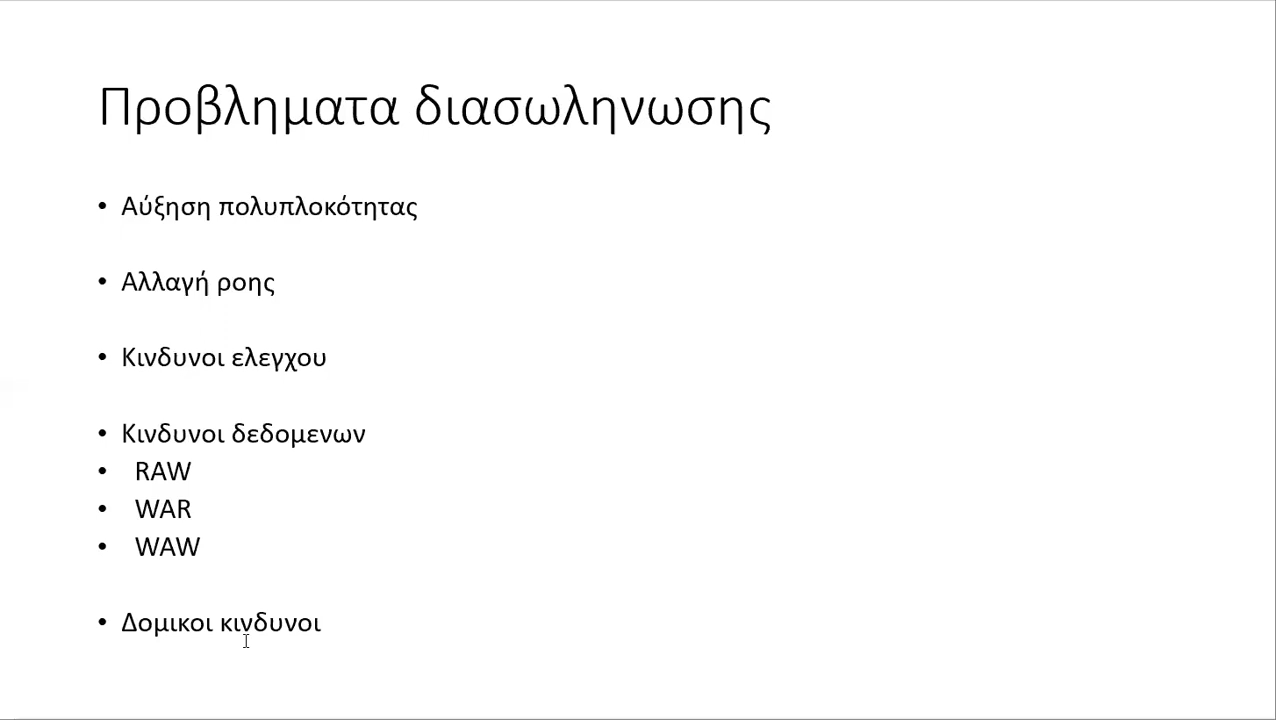 Προβληματα διασωληνωσης
• Αύξηση πολυπλοκότητας
• Αλλαγή ροης
• Κινδυνοι ελεγχου
• Κινδυνοι δεδομενων
• RAW
• WAR
• WAW
• Δομικοι κινδυνοι